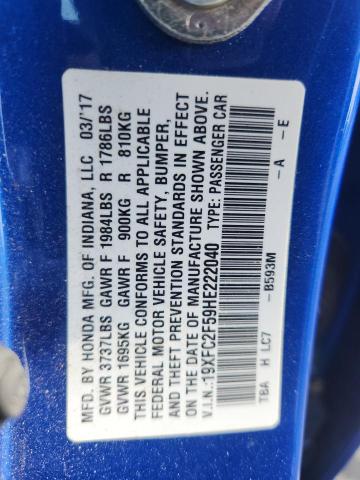 MFD. BY HONDA MFG. OF INDIANA, LLC 03/'17
GVWR 3737LBS GAWR F 1984LBS R 1786LBS
GVWR 1695KG GAWR F 900KG R 810KG
THIS VEHICLE CONFORMS TO ALL APPLICABLE
FEDERAL MOTOR VEHICLE SAFETY, BUMPER,
AND THEFT PREVENTION STANDARDS IN EFFECT
ON THE DATE OF MANUFACTURE SHOWN ABOVE.
V.I.N.:19XFC2F59HE222040 TYPE: PASSENGER CAR
-B593M -A -E
TBA H LC7